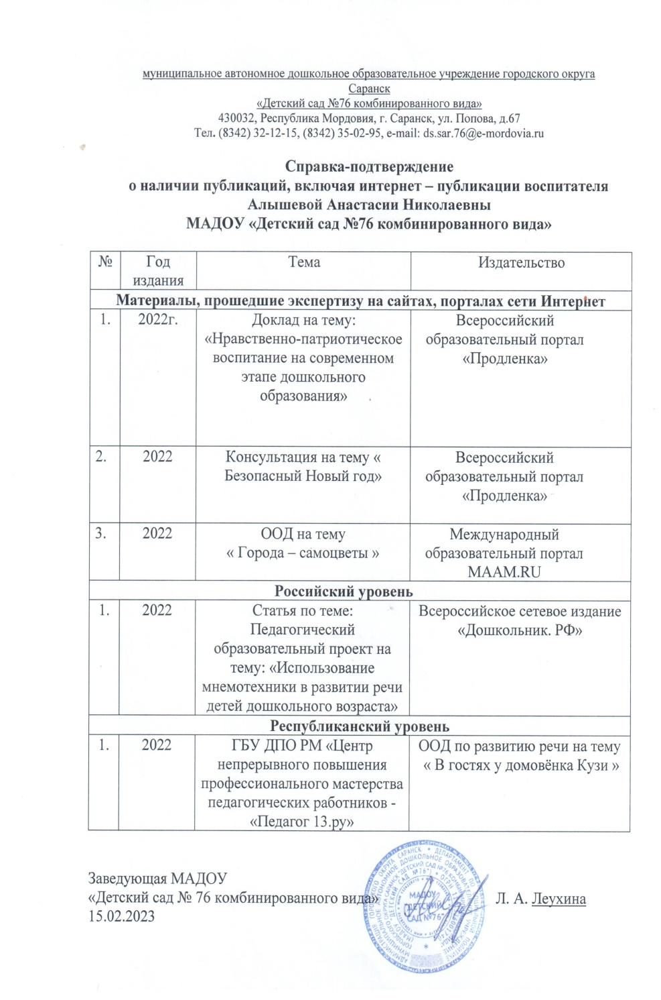 муниципальное автономное дошкольное образовательное учреждение городского округа
Саранск
«Детский сад №76 комбинированного вида»
430032, Республика Мордовия, г. Саранск, ул. Попова, д.67
Тел. (8342) 32-12-15, (8342) 35-02-95, e-mail: ds.sar.76@e-mordovia.ru
Справка-подтверждение
о наличии публикаций, включая интернет – публикации воспитателя
Алышевой Анастасии Николаевны
МАДОУ «Детский сад №76 комбинированного вида»
№ Год Тема Издательство
издания
Материалы, прошедшие экспертизу на сайтах, порталах сети Интернет
1. 2022г. Доклад на тему: Всероссийский
«Нравственно-патриотическое образовательный портал
воспитание на современном «Продленка»
этапе дошкольного
образования»
2. 2022 Консультация на тему « Всероссийский
Безопасный Новый год» образовательный портал
«Продленка»
3. 2022 ООД на тему Международный
« Города – самоцветы » образовательный портал
MAAM.RU
Российский уровень
1. 2022 Статья по теме: Всероссийское сетевое издание
Педагогический «Дошкольник. РФ»
образовательный проект на
тему: «Использование
мнемотехники в развитии речи
детей дошкольного возраста»
Республиканский уровень
1. 2022 ГБУ ДПО РМ «Центр ООД по развитию речи на тему
непрерывного повышения « В гостях у домовёнка Кузи »
профессионального мастерства
педагогических работников -
«Педагог 13.ру»
Заведующая МАДОУ
«Детский сад № 76 комбинированного вида» Л. А. Леухина
15.02.2023
МАДОУ
"ДЕТСКИЙ
САД №76"